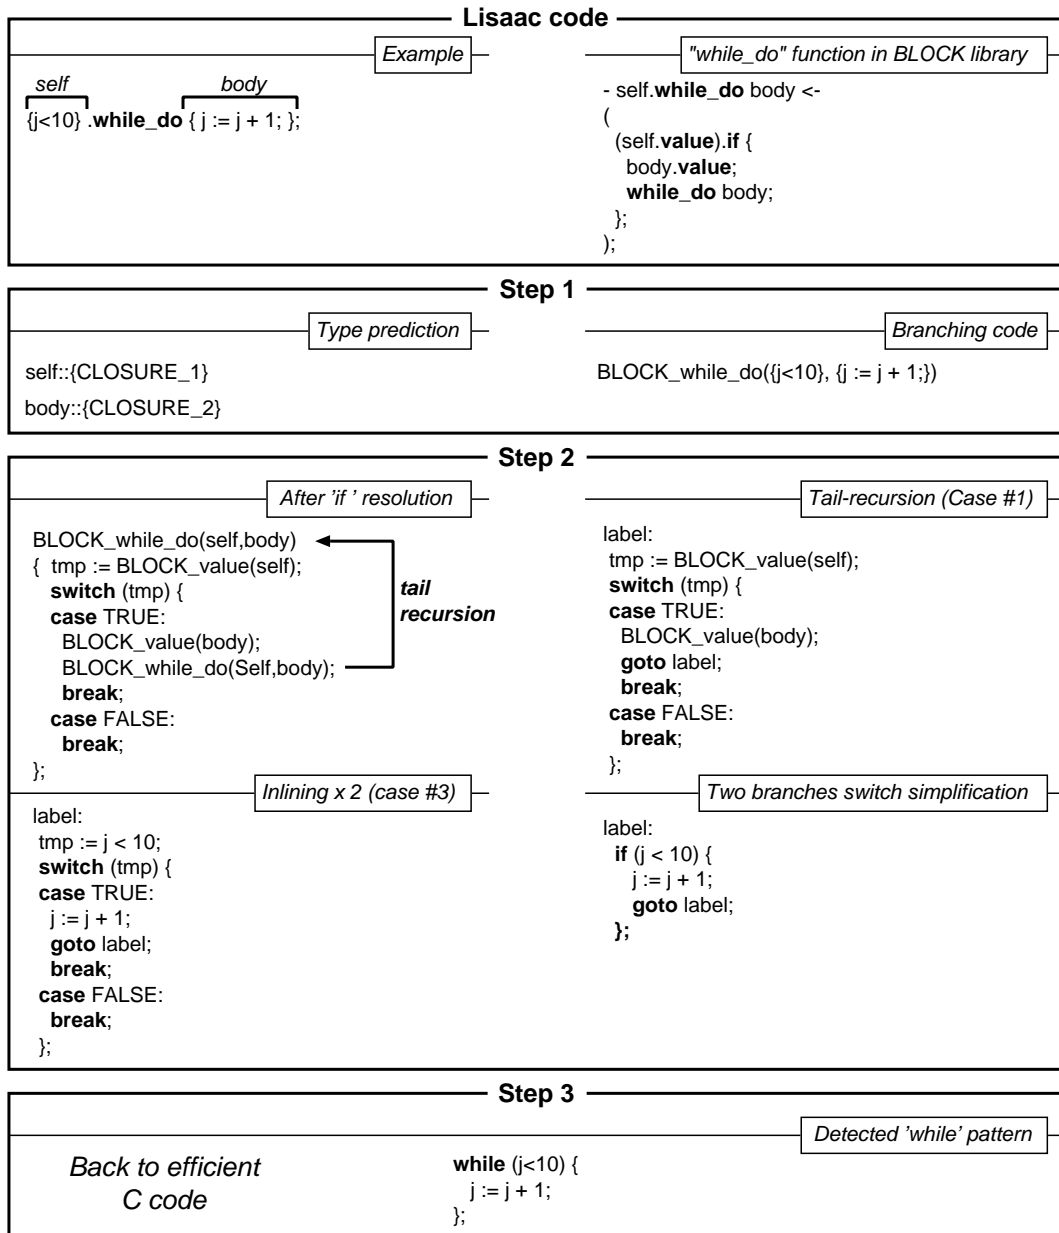 Lisaac code
Example
self body
{j<10} .while_do { j := j + 1; };
"while_do" function in BLOCK library
- self.while_do body <-
(
(self.value).if {
body.value;
while_do body;
};
);
Step 1
Type prediction
self::{CLOSURE_1}
body::{CLOSURE_2}
Branching code
BLOCK_while_do({j<10}, {j := j + 1;})
Step 2
After 'if ' resolution
BLOCK_while_do(self,body)
{ tmp := BLOCK_value(self);
switch (tmp) {
case TRUE:
BLOCK_value(body);
BLOCK_while_do(Self,body);
break;
case FALSE:
break;
};
tail
recursion
Tail-recursion (Case #1)
label:
tmp := BLOCK_value(self);
switch (tmp) {
case TRUE:
BLOCK_value(body);
goto label;
break;
case FALSE:
break;
};
Inlining x 2 (case #3)
label:
tmp := j < 10;
switch (tmp) {
case TRUE:
j := j + 1;
goto label;
break;
case FALSE:
break;
};
Two branches switch simplification
label:
if (j < 10) {
j := j + 1;
goto label;
};
Step 3
Detected 'while' pattern
Back to efficient
C code
while (j<10) {
j := j + 1;
};